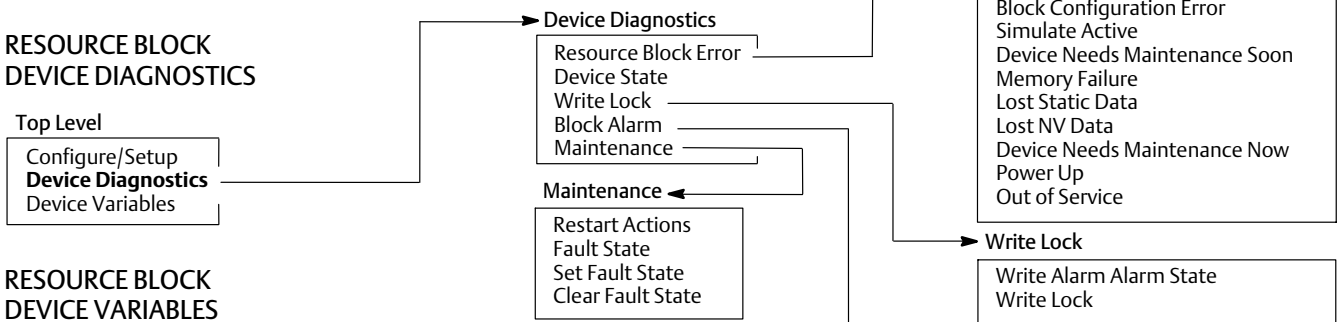 RESOURCE BLOCK
DEVICE DIAGNOSTICS
Top Level
Configure/Setup
Device Diagnostics
Device Variables
RESOURCE BLOCK
DEVICE VARIABLES
Device Diagnostics
Resource Block Error
Device State
Write Lock
Block Alarm
Maintenance
Maintenance
Restart Actions
Fault State
Set Fault State
Clear Fault State
Block Configuration Error
Simulate Active
Device Needs Maintenance Soon
Memory Failure
Lost Static Data
Lost NV Data
Device Needs Maintenance Now
Power Up
Out of Service
Write Lock
Write Alarm Alarm State
Write Lock